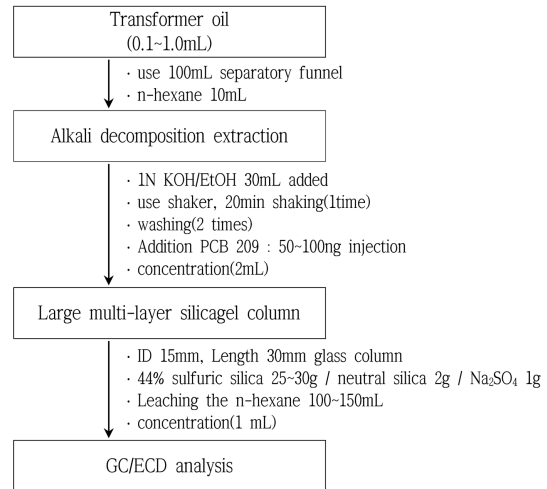 Transformer oil
(0.1~1.0mL)
· use 100mL separatory funnel
· n-hexane 10mL
Alkali decomposition extraction
· 1N KOH/EtOH 30mL added
· use shaker, 20min shaking(1time)
· washing(2 times)
· Addition PCB 209 : 50~100ng injection
· concentration(2mL)
Large multi-layer silicagel column
· ID 15mm, Length 30mm glass column
· 44% sulfuric silica 25~30g / neutral silica 2g / Na₂SO₄ 1g
· Leaching the n-hexane 100~150mL
· concentration(1 mL)
GC/ECD analysis